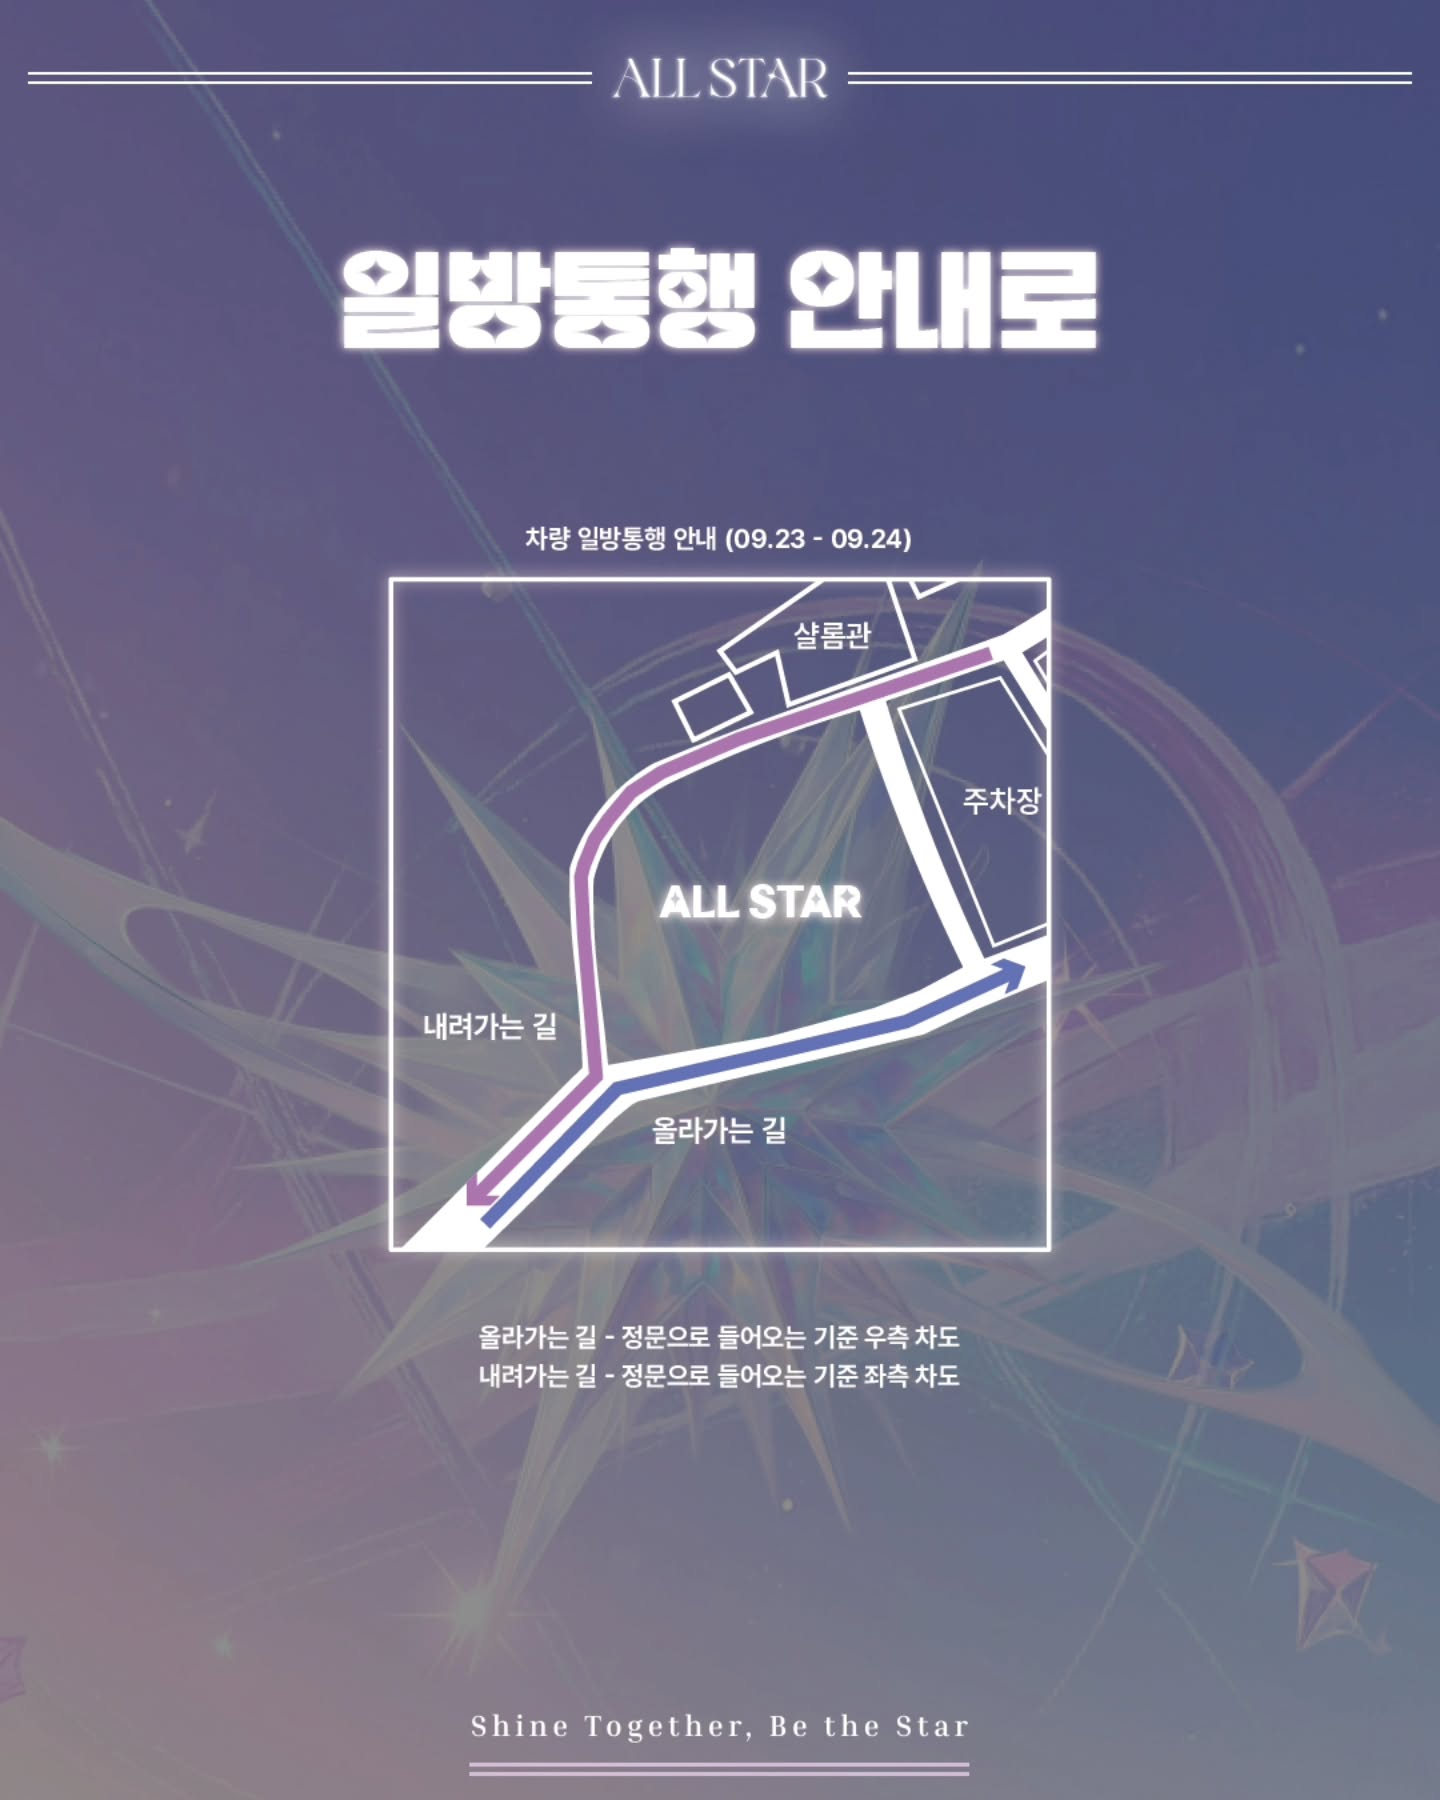 ALL STAR
일방통행 안내로
차량 일방통행 안내 (09.23 - 09.24)
샬롬관
주차장
ALL STAR
내려가는 길
올라가는 길
올라가는 길 - 정문으로 들어오는 기준 우측 차도
내려가는 길 - 정문으로 들어오는 기준 좌측 차도
Shine Together, Be the Star